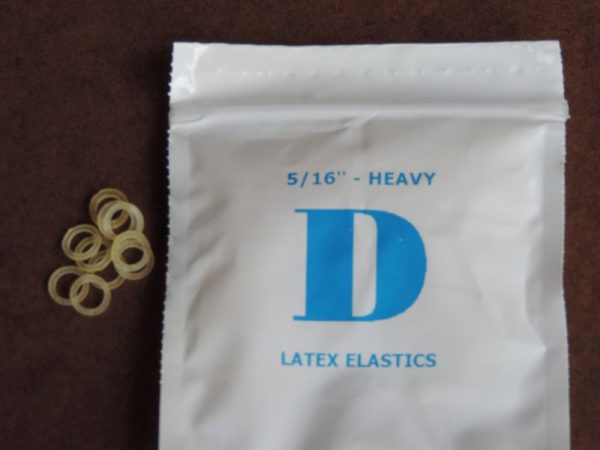 5/16" - HEAVY
D
LATEX ELASTICS